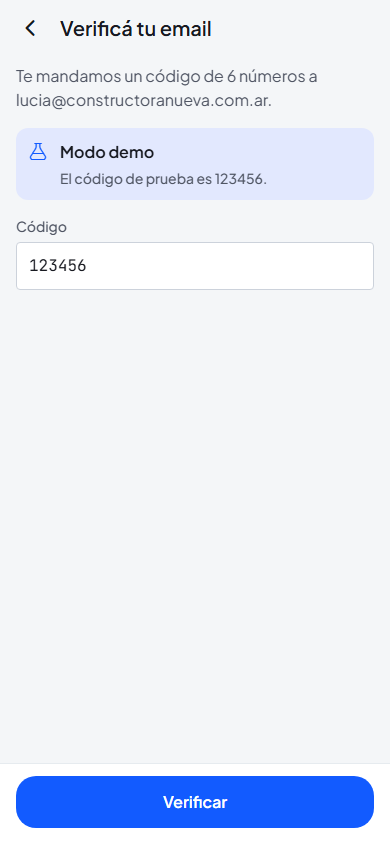 Verificá tu email
Te mandamos un código de 6 números a
lucia@constructoranueva.com.ar.
Modo demo
El código de prueba es 123456.
Código
123456
Verificar